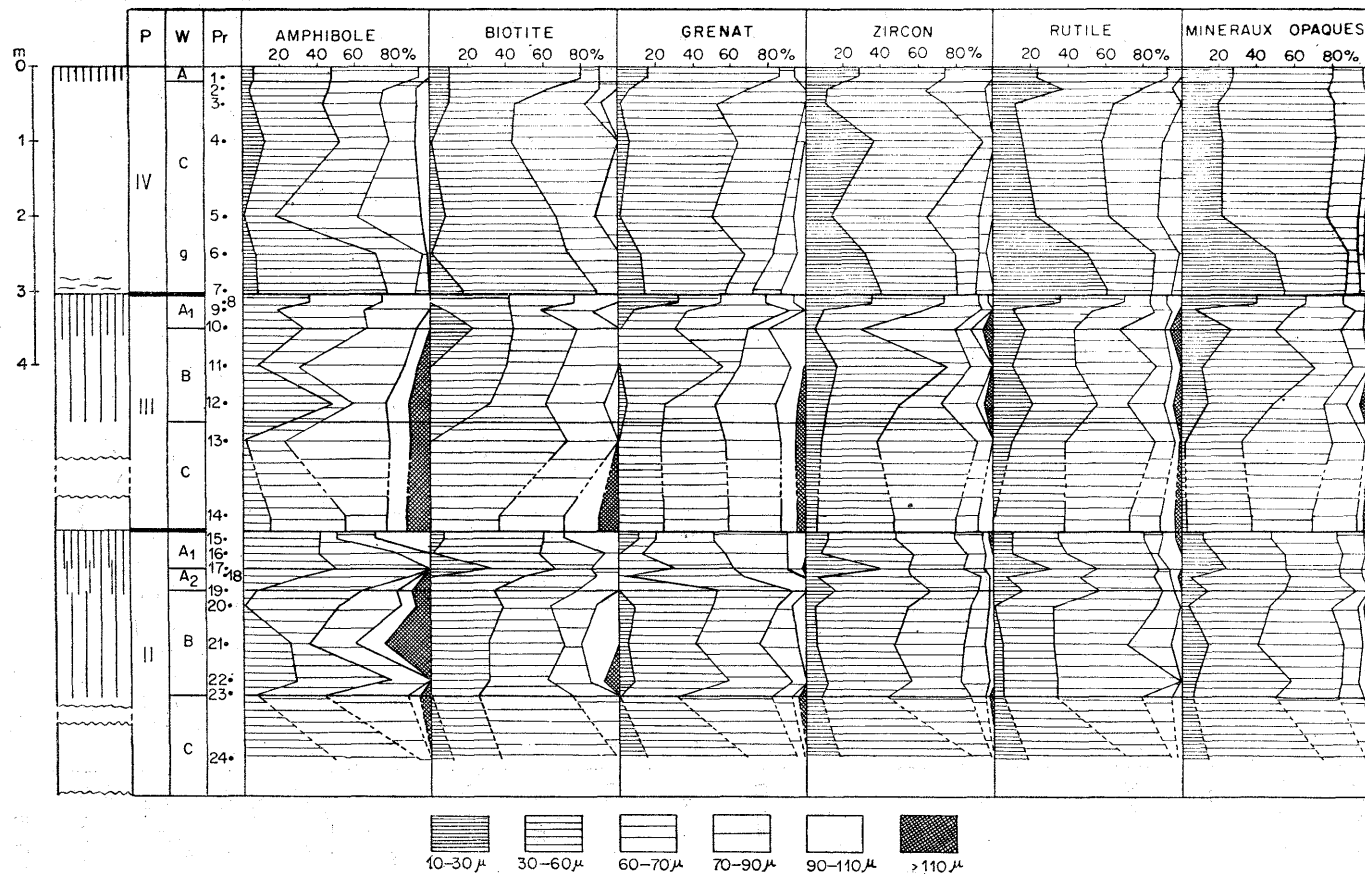 P W Pr AMPHIBOLE BIOTITE GRENAT ZIRCON RUTILE MINERAUX OPAQUES
m 20 40 60 80% 20 40 60 80% 20 40 60 80% 20 40 60 80% 20 40 60 80% 20 40 60 80%
0 A 1
2
3
1 C 4
IV
2 5
g 6
3 7
8
A1 9
10
4 B 11
III 12
13
C
14
15
A1 16
17
A2 18
19
20
B 21
II
22
23
C
24
10-30 μ 30-60 μ 60-70 μ 70-90 μ 90-110 μ >110 μ